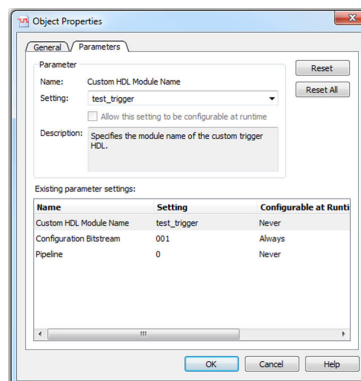 Object Properties
General
Parameters
Parameter
Name: Custom HDL Module Name
Setting: test_trigger
Allow this setting to be configurable at runtime
Description: Specifies the module name of the custom trigger
HDL.
Reset
Reset All
Existing parameter settings:
Name Setting Configurable at Runti
Custom HDL Module Name test_trigger Never
Configuration Bitstream 001 Always
Pipeline 0 Never
OK Cancel Help